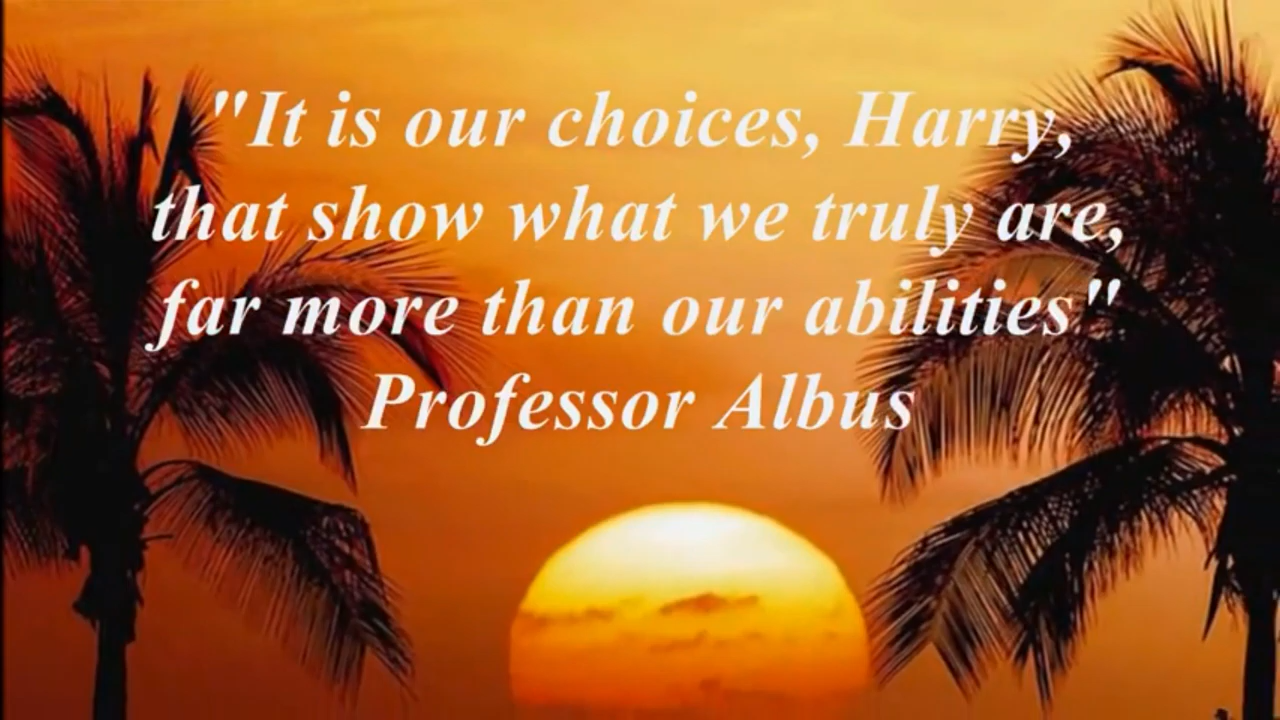 "It is our choices, Harry,
that show what we truly are,
far more than our abilities"
Professor Albus